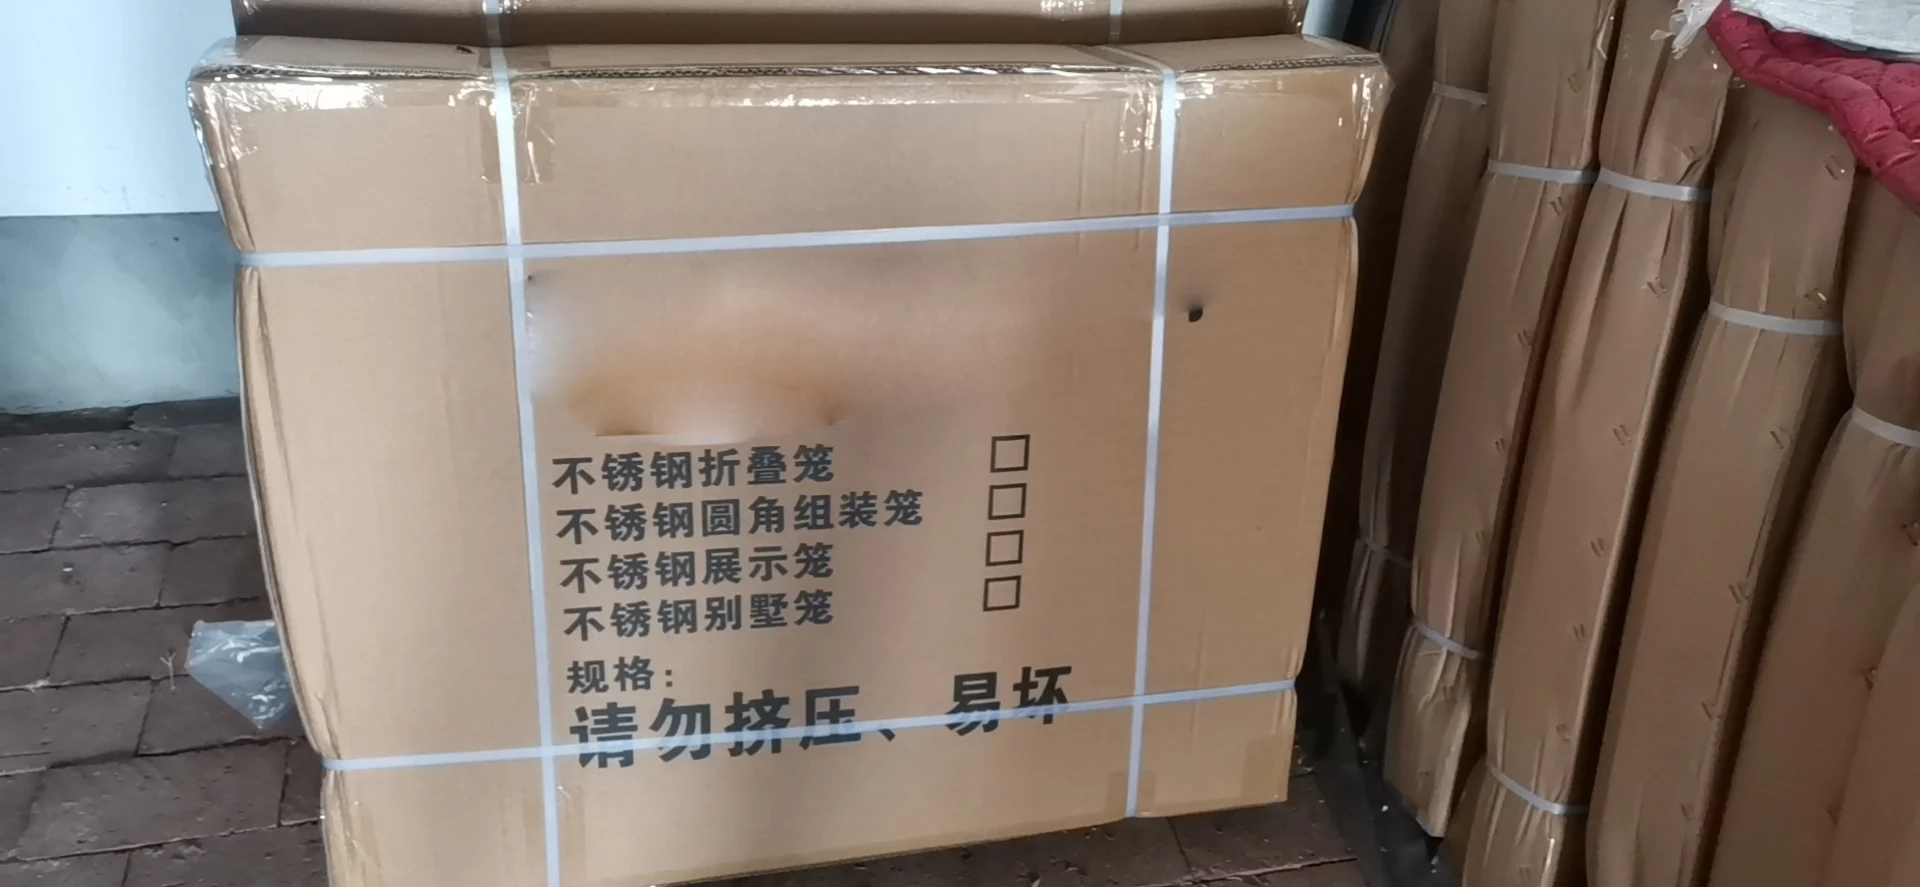 不锈钢折叠笼 □
不锈钢圆角组装笼 □
不锈钢展示笼 □
不锈钢别墅笼 □
规格:
请勿挤压、易坏